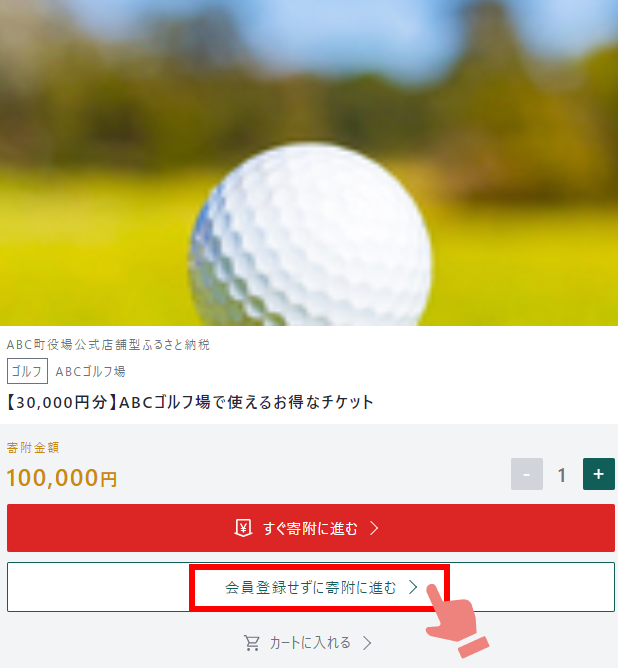 ABC町役場公式店舗型ふるさと納税
ゴルフ ABCゴルフ場
【30,000円分】ABCゴルフ場で使えるお得なチケット
寄附金額
100,000円
- 1 +
¥ すぐ寄附に進む
会員登録せずに寄附に進む
カートに入れる